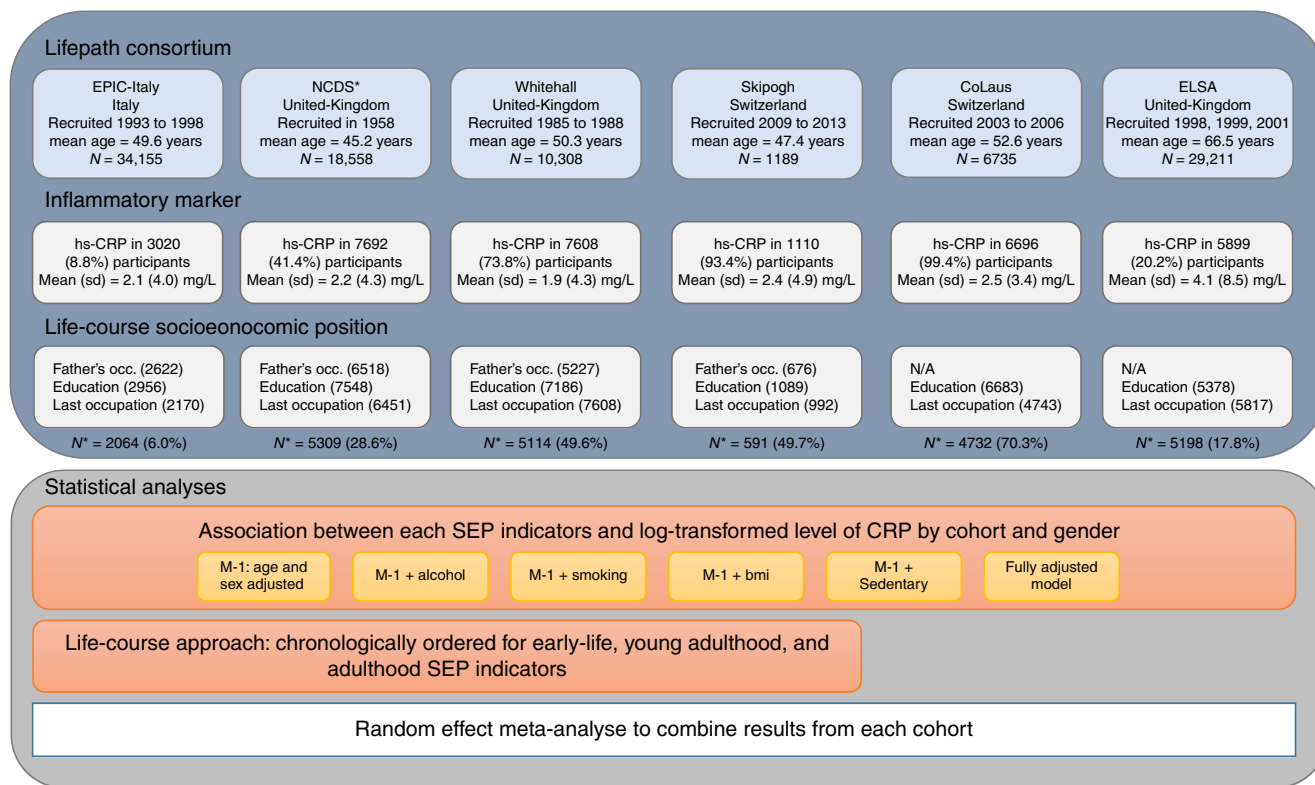 Lifepath consortium
EPIC-Italy
Italy
Recruited 1993 to 1998
mean age = 49.6 years
N = 34,155
NCDS*
United-Kingdom
Recruited in 1958
mean age = 45.2 years
N = 18,558
Whitehall
United-Kingdom
Recruited 1985 to 1988
mean age = 50.3 years
N = 10,308
Skipogh
Switzerland
Recruited 2009 to 2013
mean age = 47.4 years
N = 1189
CoLaus
Switzerland
Recruited 2003 to 2006
mean age = 52.6 years
N = 6735
ELSA
United-Kingdom
Recruited 1998, 1999, 2001
mean age = 66.5 years
N = 29,211
Inflammatory marker
hs-CRP in 3020
(8.8%) participants
Mean (sd) = 2.1 (4.0) mg/L
hs-CRP in 7692
(41.4%) participants
Mean (sd) = 2.2 (4.3) mg/L
hs-CRP in 7608
(73.8%) participants
Mean (sd) = 1.9 (4.3) mg/L
hs-CRP in 1110
(93.4%) participants
Mean (sd) = 2.4 (4.9) mg/L
hs-CRP in 6696
(99.4%) participants
Mean (sd) = 2.5 (3.4) mg/L
hs-CRP in 5899
(20.2%) participants
Mean (sd) = 4.1 (8.5) mg/L
Life-course socioeonocomic position
Father's occ. (2622)
Education (2956)
Last occupation (2170)
Father's occ. (6518)
Education (7548)
Last occupation (6451)
Father's occ. (5227)
Education (7186)
Last occupation (7608)
Father's occ. (676)
Education (1089)
Last occupation (992)
N/A
Education (6683)
Last occupation (4743)
N/A
Education (5378)
Last occupation (5817)
N* = 2064 (6.0%)
N* = 5309 (28.6%)
N* = 5114 (49.6%)
N* = 591 (49.7%)
N* = 4732 (70.3%)
N* = 5198 (17.8%)
Statistical analyses
Association between each SEP indicators and log-transformed level of CRP by cohort and gender
M-1: age and
sex adjusted
M-1 + alcohol
M-1 + smoking
M-1 + bmi
M-1 +
Sedentary
Fully adjusted
model
Life-course approach: chronologically ordered for early-life, young adulthood, and
adulthood SEP indicators
Random effect meta-analyse to combine results from each cohort